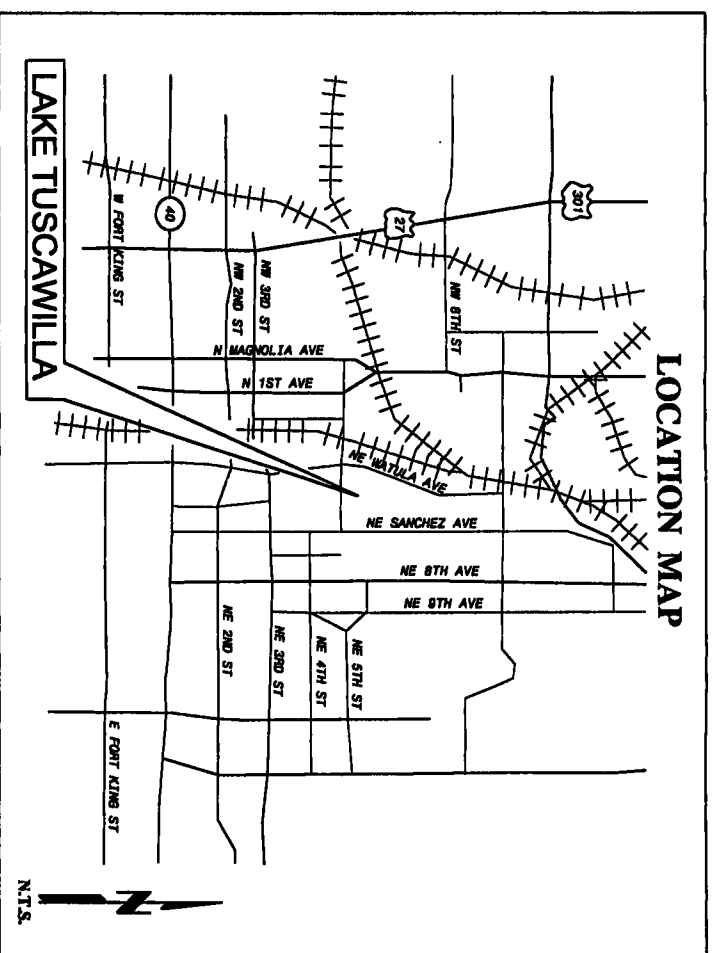 LOCATION MAP
301
27
40
NW 8TH ST
NW 3RD ST
NW 2ND ST
W FORT KING ST
N MAGNOLIA AVE
N 1ST AVE
NE WATULA AVE
NE SANCHEZ AVE
NE 8TH AVE
NE 9TH AVE
NE 5TH ST
NE 4TH ST
NE 3RD ST
NE 2ND ST
E FORT KING ST
LAKE TUSCAWILLA
N
N.T.S.